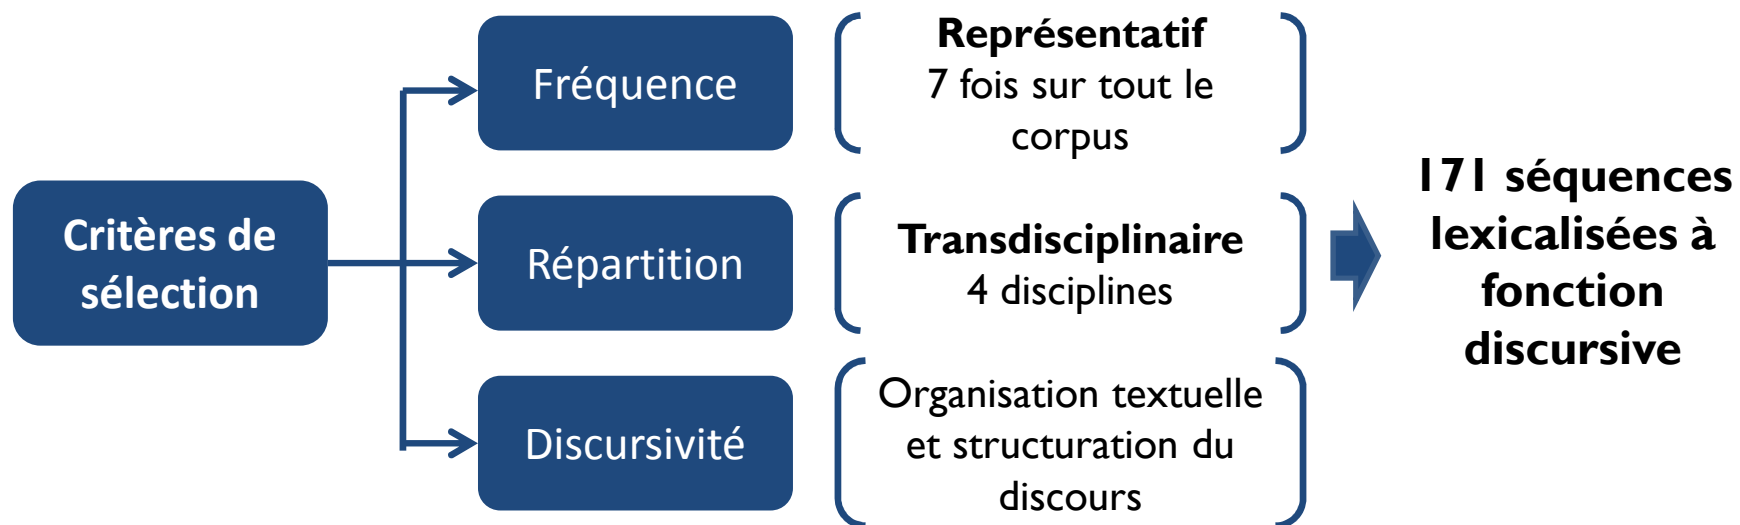 Critères de
sélection
Fréquence
Représentatif
7 fois sur tout le
corpus
Répartition
Transdisciplinaire
4 disciplines
Discursivité
Organisation textuelle
et structuration du
discours
171 séquences
lexicalisées à
fonction
discursive